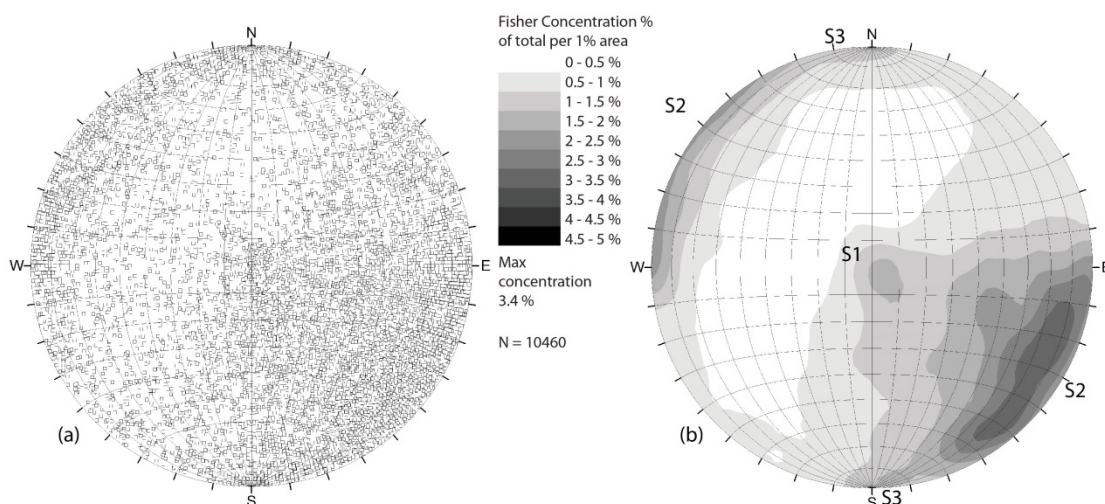 N
W
E
S
(a)
Fisher Concentration %
of total per 1% area
0 - 0.5 %
0.5 - 1 %
1 - 1.5 %
1.5 - 2 %
2 - 2.5 %
2.5 - 3 %
3 - 3.5 %
3.5 - 4 %
4 - 4.5 %
4.5 - 5 %
Max
concentration
3.4 %
N = 10460
S3
N
S2
S1
W
E
S2
(b)
S
S3